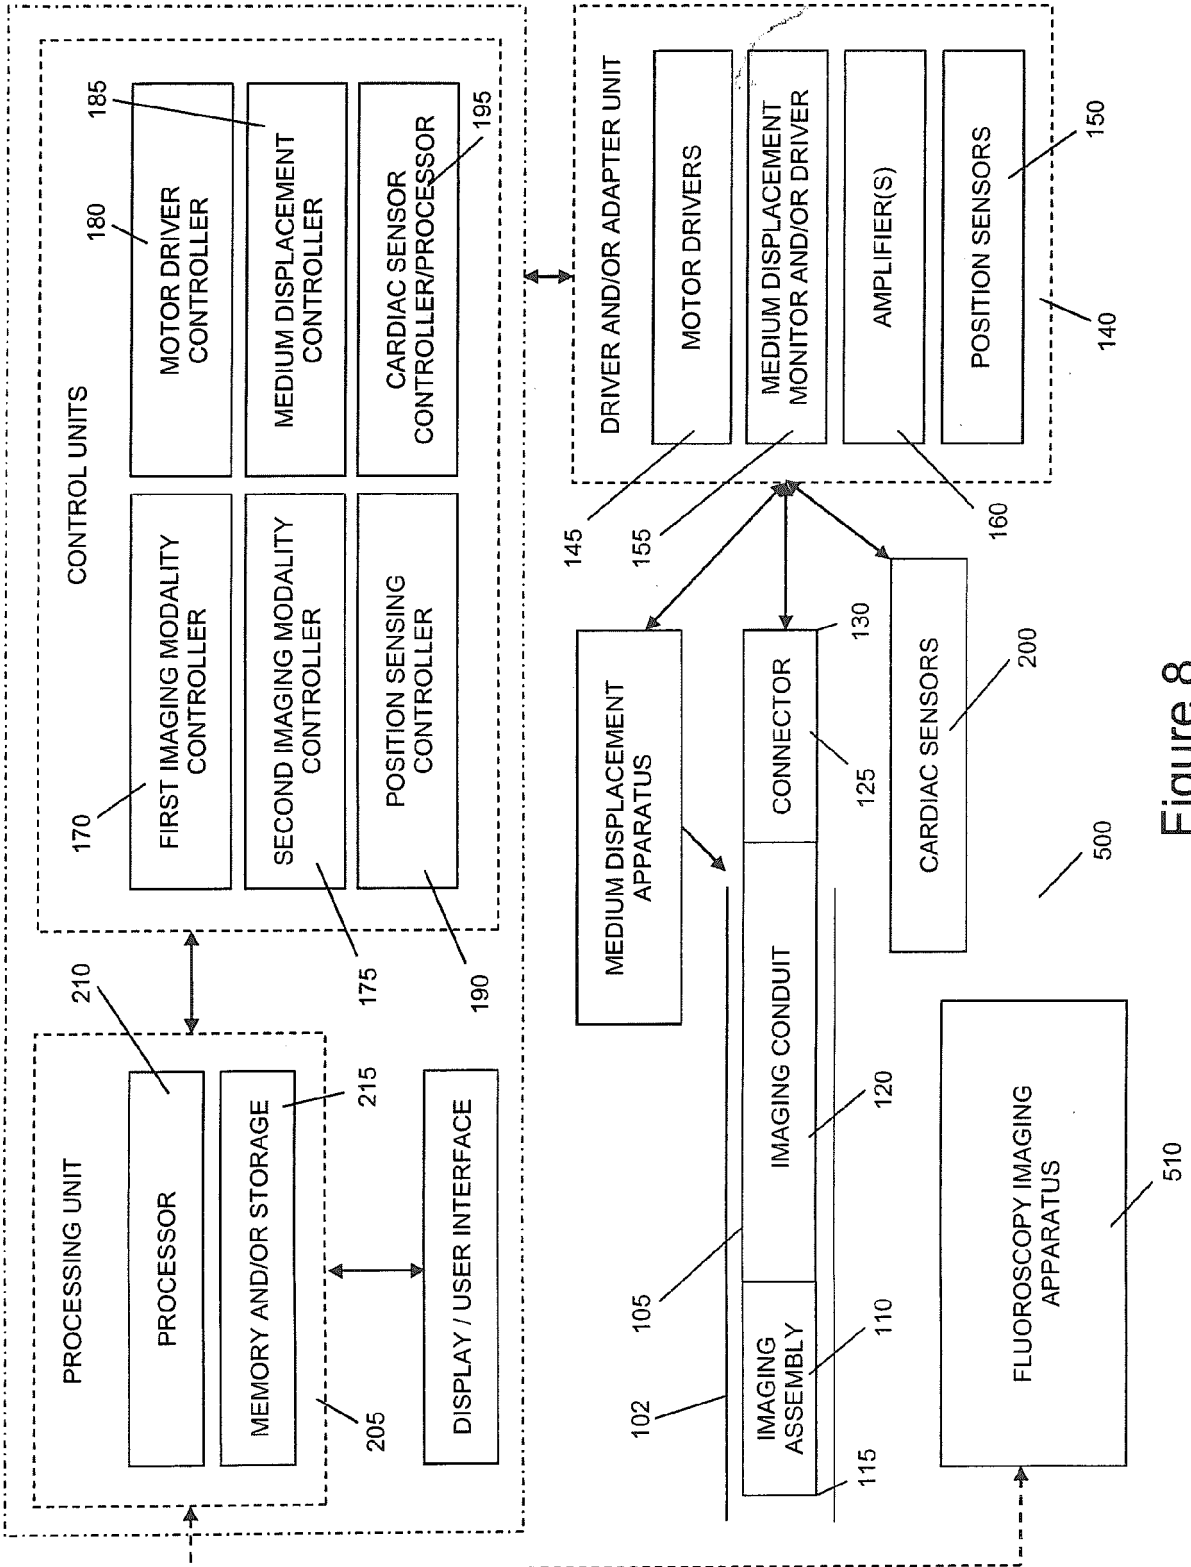 PROCESSING UNIT
PROCESSOR
210
MEMORY AND/OR STORAGE
215
205
DISPLAY / USER INTERFACE
CONTROL UNITS
170
FIRST IMAGING MODALITY
CONTROLLER
180
MOTOR DRIVER
CONTROLLER
185
SECOND IMAGING MODALITY
CONTROLLER
175
MEDIUM DISPLACEMENT
CONTROLLER
POSITION SENSING
CONTROLLER
190
CARDIAC SENSOR
CONTROLLER/PROCESSOR
195
DRIVER AND/OR ADAPTER UNIT
MOTOR DRIVERS
145
MEDIUM DISPLACEMENT
MONITOR AND/OR DRIVER
155
AMPLIFIER(S)
160
POSITION SENSORS
150
140
MEDIUM DISPLACEMENT
APPARATUS
102
105
IMAGING
ASSEMBLY
110
115
IMAGING CONDUIT
120
CONNECTOR
125
130
CARDIAC SENSORS
200
FLUOROSCOPY IMAGING
APPARATUS
510
500
Figure 8